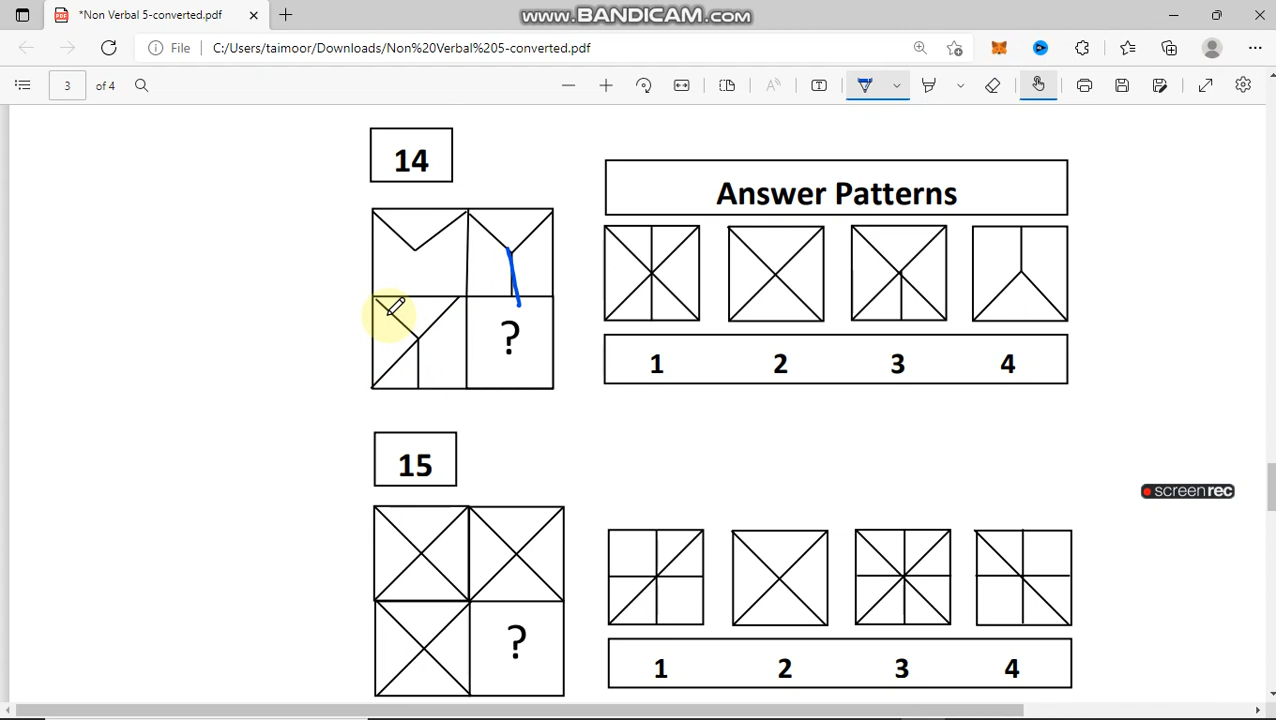 *Non Verbal 5-converted.pdf
www.BANDICAM.com
File C:/Users/taimoor/Downloads/Non%20Verbal%205-converted.pdf
3 of 4
14
Answer Patterns
?
1 2 3 4
15
screenrec
?
1 2 3 4